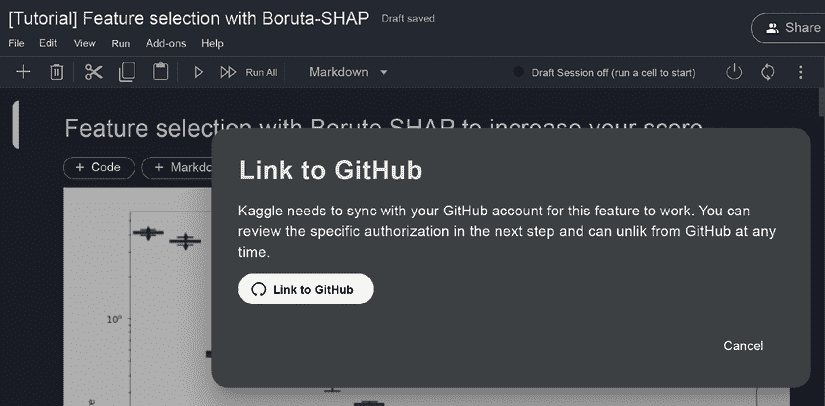 [Tutorial] Feature selection with Boruta-SHAP Draft saved
Share
File Edit View Run Add-ons Help
Run All Markdown Draft Session off (run a cell to start)
Feature selection with Boruta-SHAP to increase your score
+ Code + Markdo
Link to GitHub
Kaggle needs to sync with your GitHub account for this feature to work. You can
review the specific authorization in the next step and can unlik from GitHub at any
time.
Link to GitHub
10⁰
Cancel